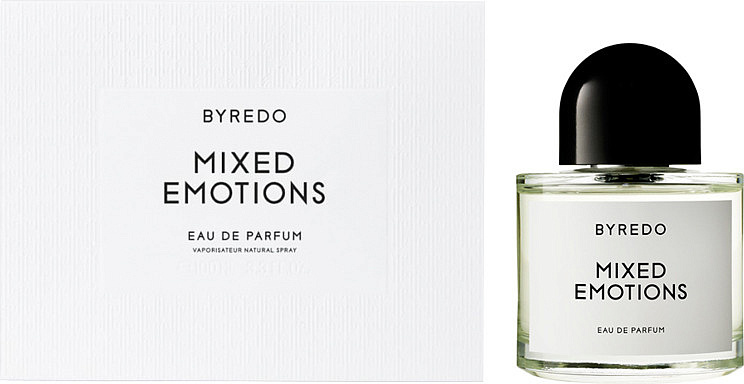 BYREDO
MIXED
EMOTIONS
EAU DE PARFUM
VAPORISATEUR NATURAL SPRAY
BYREDO
MIXED
EMOTIONS
EAU DE PARFUM